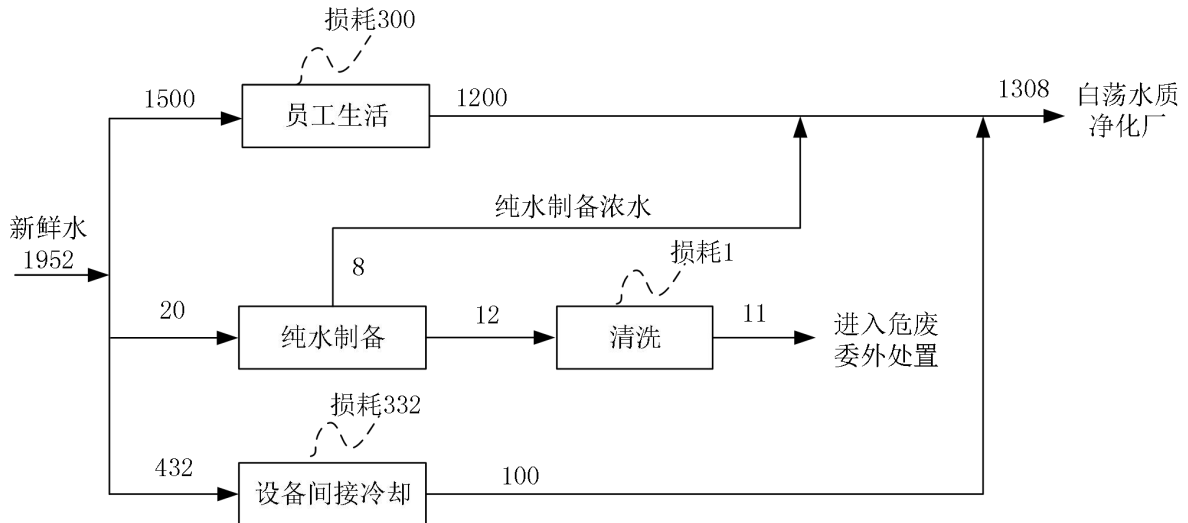 损耗300
1500
员工生活
1200
1308
白荡水质
净化厂
纯水制备浓水
新鲜水
1952
8
损耗1
20
纯水制备
12
清洗
11
进入危废
委外处置
损耗332
432
设备间接冷却
100